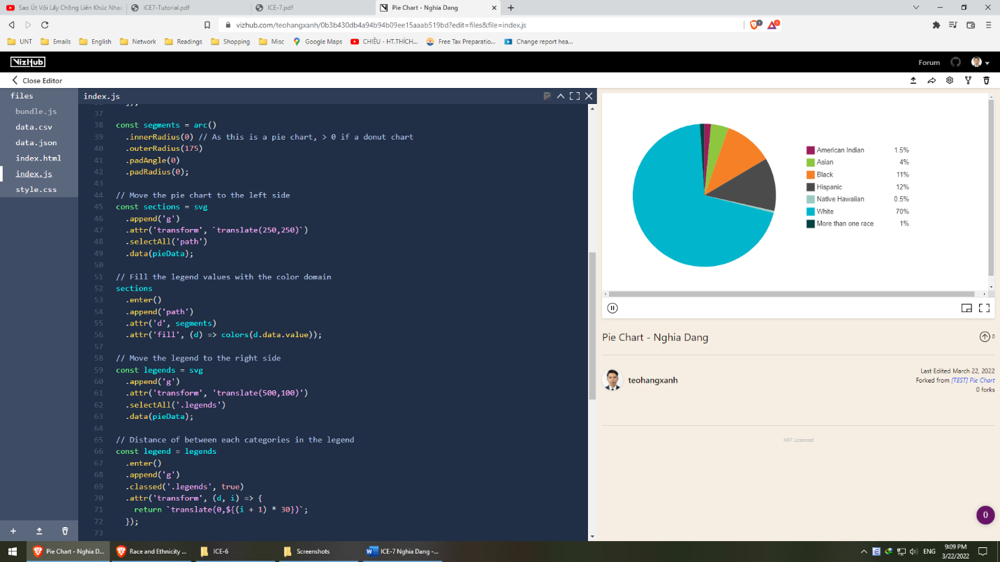 Sao Út Vội Lấy Chồng Liên Khúc Nhạc
ICE7-Tutorial.pdf
ICE-7.pdf
Pie Chart - Nghia Dang
vizhub.com/teohangxanh/0b3b430db4a94b94b09ee15aaab519bd?edit=files&file=index.js
UNT
Emails
English
Network
Readings
Shopping
Misc
Google Maps
CHIỀU - HT.THÍCH...
Free Tax Preparatio...
Change report hea...
VizHub
Forum
Close Editor
files
bundle.js
data.csv
data.json
index.html
index.js
style.css
index.js
36 });
37
38 const segments = arc()
39 .innerRadius(0) // As this is a pie chart, > 0 if a donut chart
40 .outerRadius(175)
41 .padAngle(0)
42 .padRadius(0);
43
44 // Move the pie chart to the left side
45 const sections = svg
46 .append('g')
47 .attr('transform', `translate(250,250)`)
48 .selectAll('path')
49 .data(pieData);
50
51 // Fill the legend values with the color domain
52 sections
53 .enter()
54 .append('path')
55 .attr('d', segments)
56 .attr('fill', (d) => colors(d.data.value));
57
58 // Move the legend to the right side
59 const legends = svg
60 .append('g')
61 .attr('transform', 'translate(500,100)')
62 .selectAll('.legends')
63 .data(pieData);
64
65 // Distance of between each categories in the legend
66 const legend = legends
67 .enter()
68 .append('g')
69 .classed('.legends', true)
70 .attr('transform', (d, i) => {
71 return `translate(0,${(i + 1) * 30})`;
72 });
73
American Indian 1.5%
Asian 4%
Black 11%
Hispanic 12%
Native Hawaiian 0.5%
White 70%
More than one race 1%
Pie Chart - Nghia Dang
0
teohangxanh
Last Edited March 22, 2022
Forked from [TEST] Pie Chart
0 forks
MIT Licensed
0
Pie Chart - Nghia D...
Race and Ethnicity ...
ICE-6
Screenshots
ICE-7 Nghia Dang -...
ENG
9:09 PM
3/22/2022